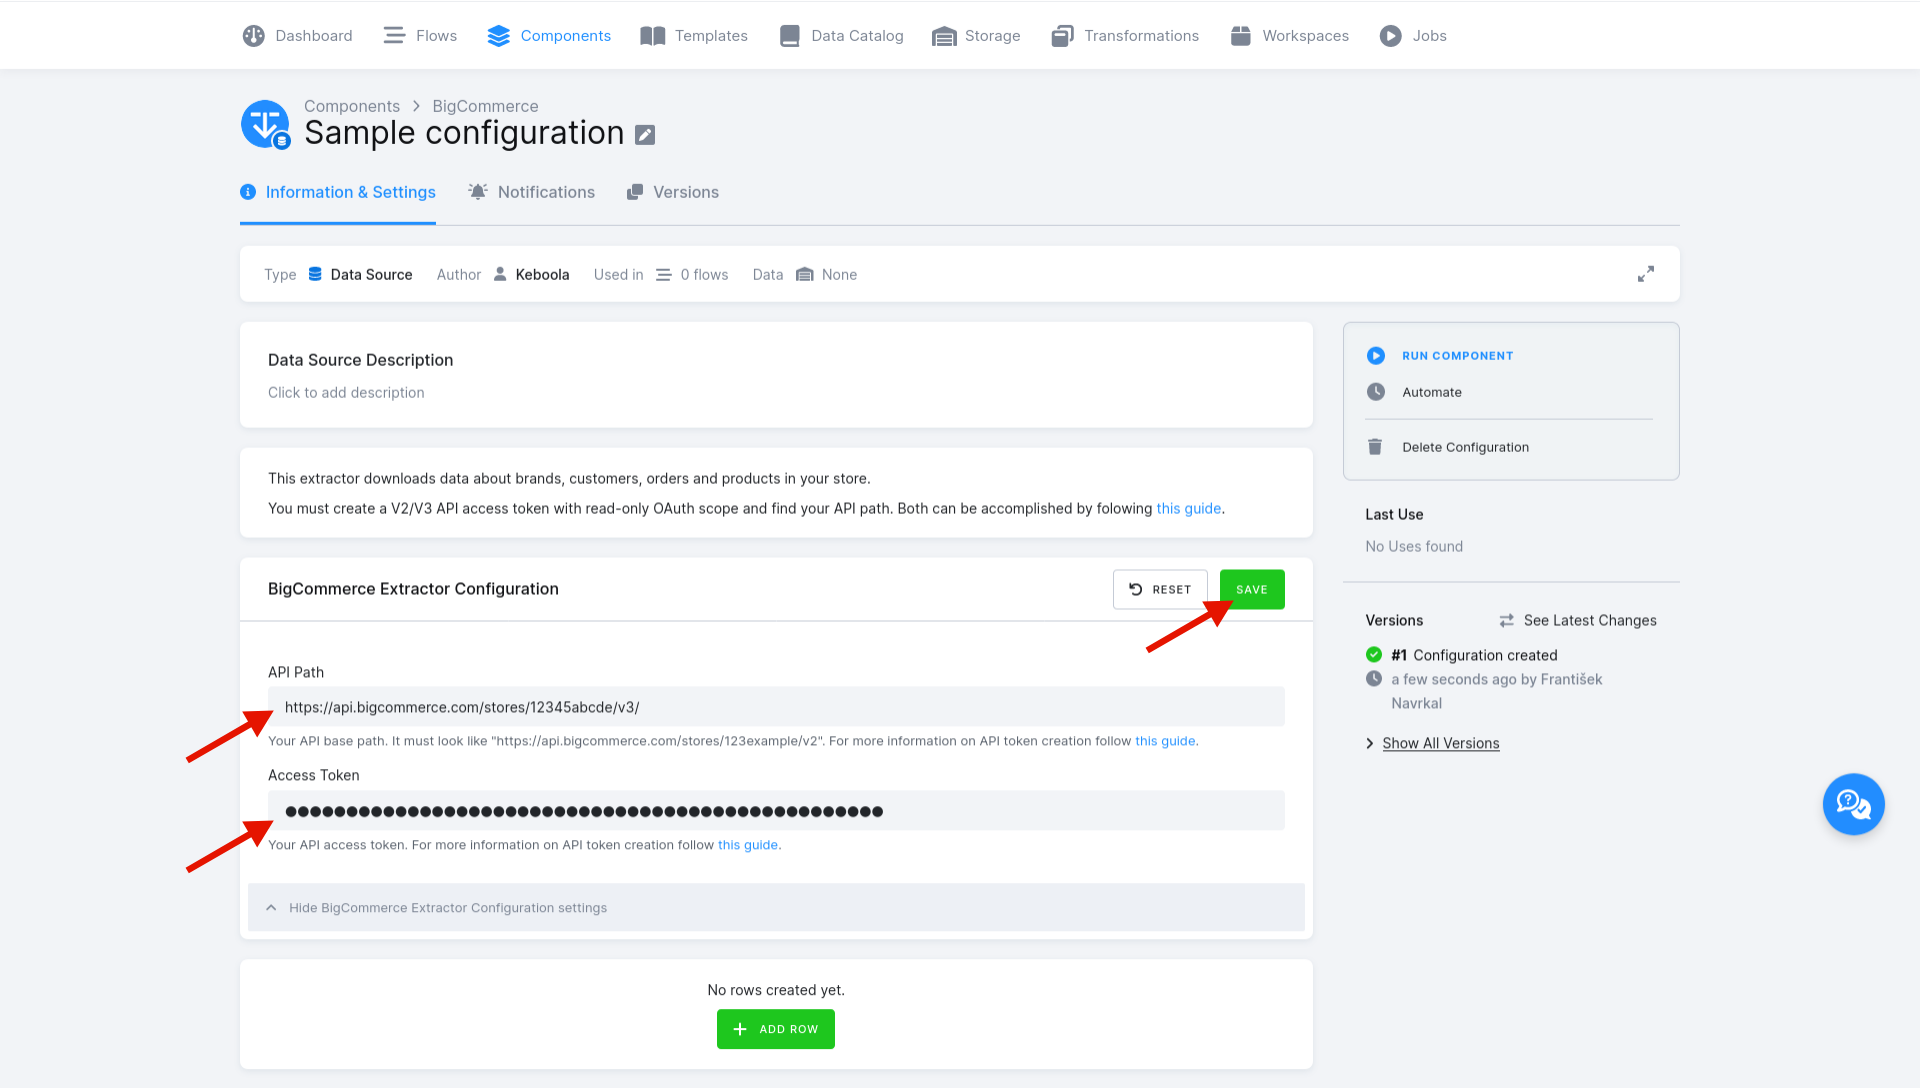 Dashboard Flows Components Templates Data Catalog Storage Transformations Workspaces Jobs
Components > BigCommerce
Sample configuration
Information & Settings Notifications Versions
Type Data Source Author Keboola Used in 0 flows Data None
Data Source Description
Click to add description
This extractor downloads data about brands, customers, orders and products in your store.
You must create a V2/V3 API access token with read-only OAuth scope and find your API path. Both can be accomplished by folowing this guide.
BigCommerce Extractor Configuration
RESET
SAVE
API Path
https://api.bigcommerce.com/stores/12345abcde/v3/
Your API base path. It must look like "https://api.bigcommerce.com/stores/123example/v2". For more information on API token creation follow this guide.
Access Token
●●●●●●●●●●●●●●●●●●●●●●●●●●●●●●●●●●●●●●●●●●●●●●●●●●
Your API access token. For more information on API token creation follow this guide.
Hide BigCommerce Extractor Configuration settings
No rows created yet.
+ ADD ROW
RUN COMPONENT
Automate
Delete Configuration
Last Use
No Uses found
Versions See Latest Changes
#1 Configuration created
a few seconds ago by František
Navrkal
Show All Versions